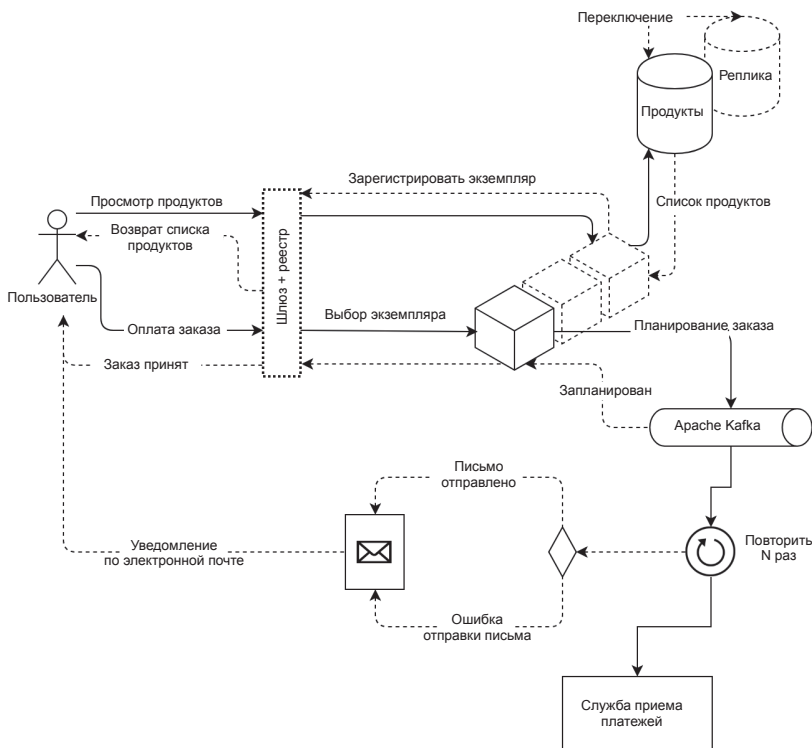 Переключение
Реплика
Продукты
Зарегистрировать экземпляр
Просмотр продуктов
Список продуктов
Возврат списка
продуктов
Шлюз + реестр
Пользователь
Выбор экземпляра
Планирование заказа
Оплата заказа
Заказ принят
Запланирован
Apache Kafka
Письмо
отправлено
Повторить
N раз
Уведомление
по электронной почте
Ошибка
отправки письма
Служба приема
платежей